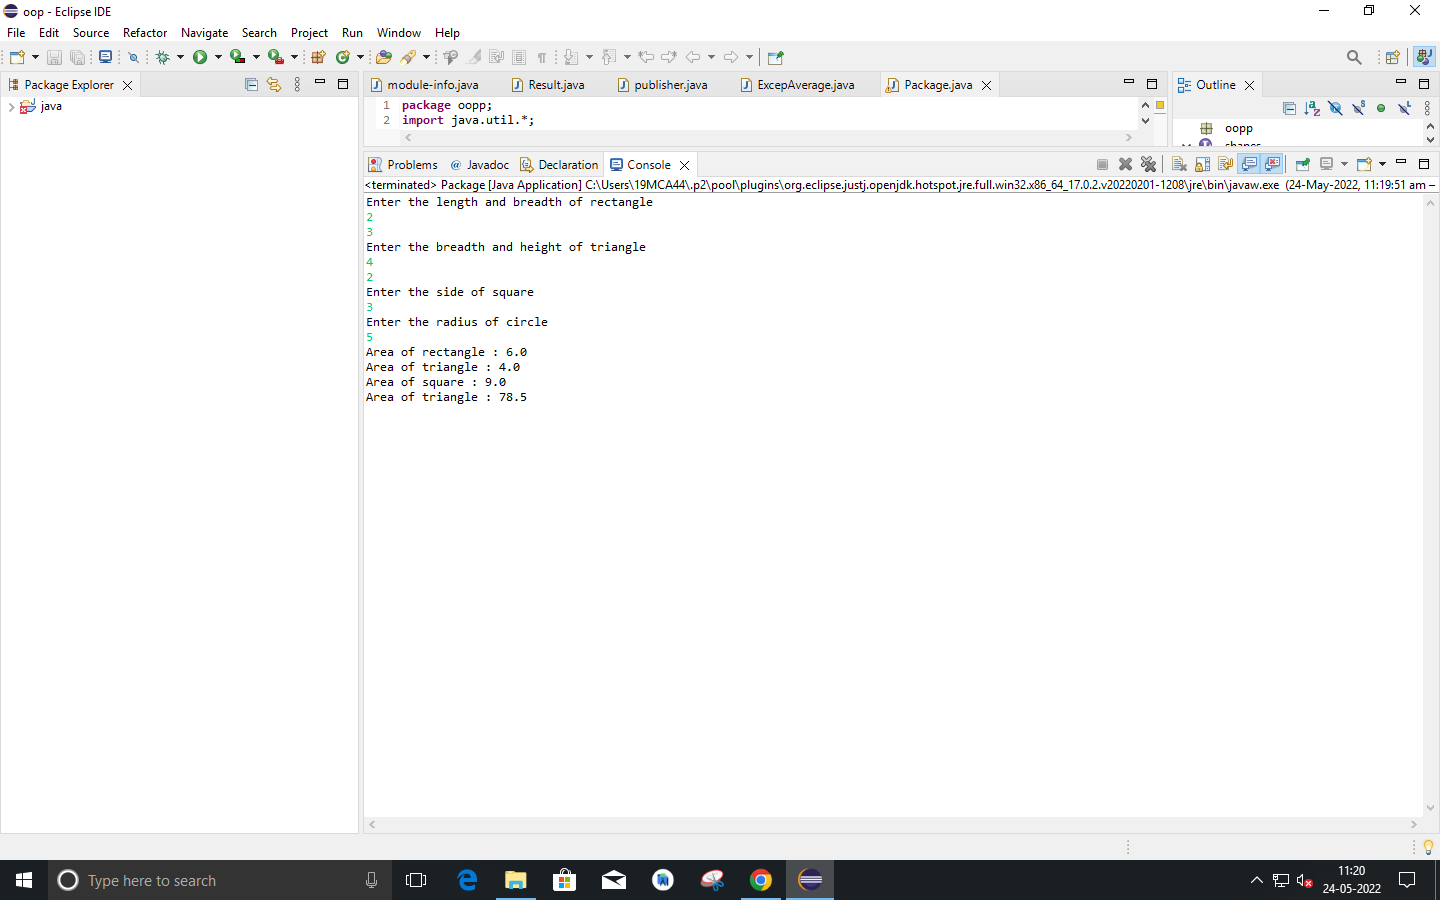 oop - Eclipse IDE
File Edit Source Refactor Navigate Search Project Run Window Help
Package Explorer
java
module-info.java Result.java publisher.java ExcepAverage.java Package.java
1 package oopp;
2 import java.util.*;
Outline
oopp
shapes
Problems @ Javadoc Declaration Console
<terminated> Package [Java Application] C:\Users\19MCA44\.p2\pool\plugins\org.eclipse.justj.openjdk.hotspot.jre.full.win32.x86_64_17.0.2.v20220201-1208\jre\bin\javaw.exe (24-May-2022, 11:19:51 am –
Enter the length and breadth of rectangle
2
3
Enter the breadth and height of triangle
4
2
Enter the side of square
3
Enter the radius of circle
5
Area of rectangle : 6.0
Area of triangle : 4.0
Area of square : 9.0
Area of triangle : 78.5
Type here to search
11:20
24-05-2022